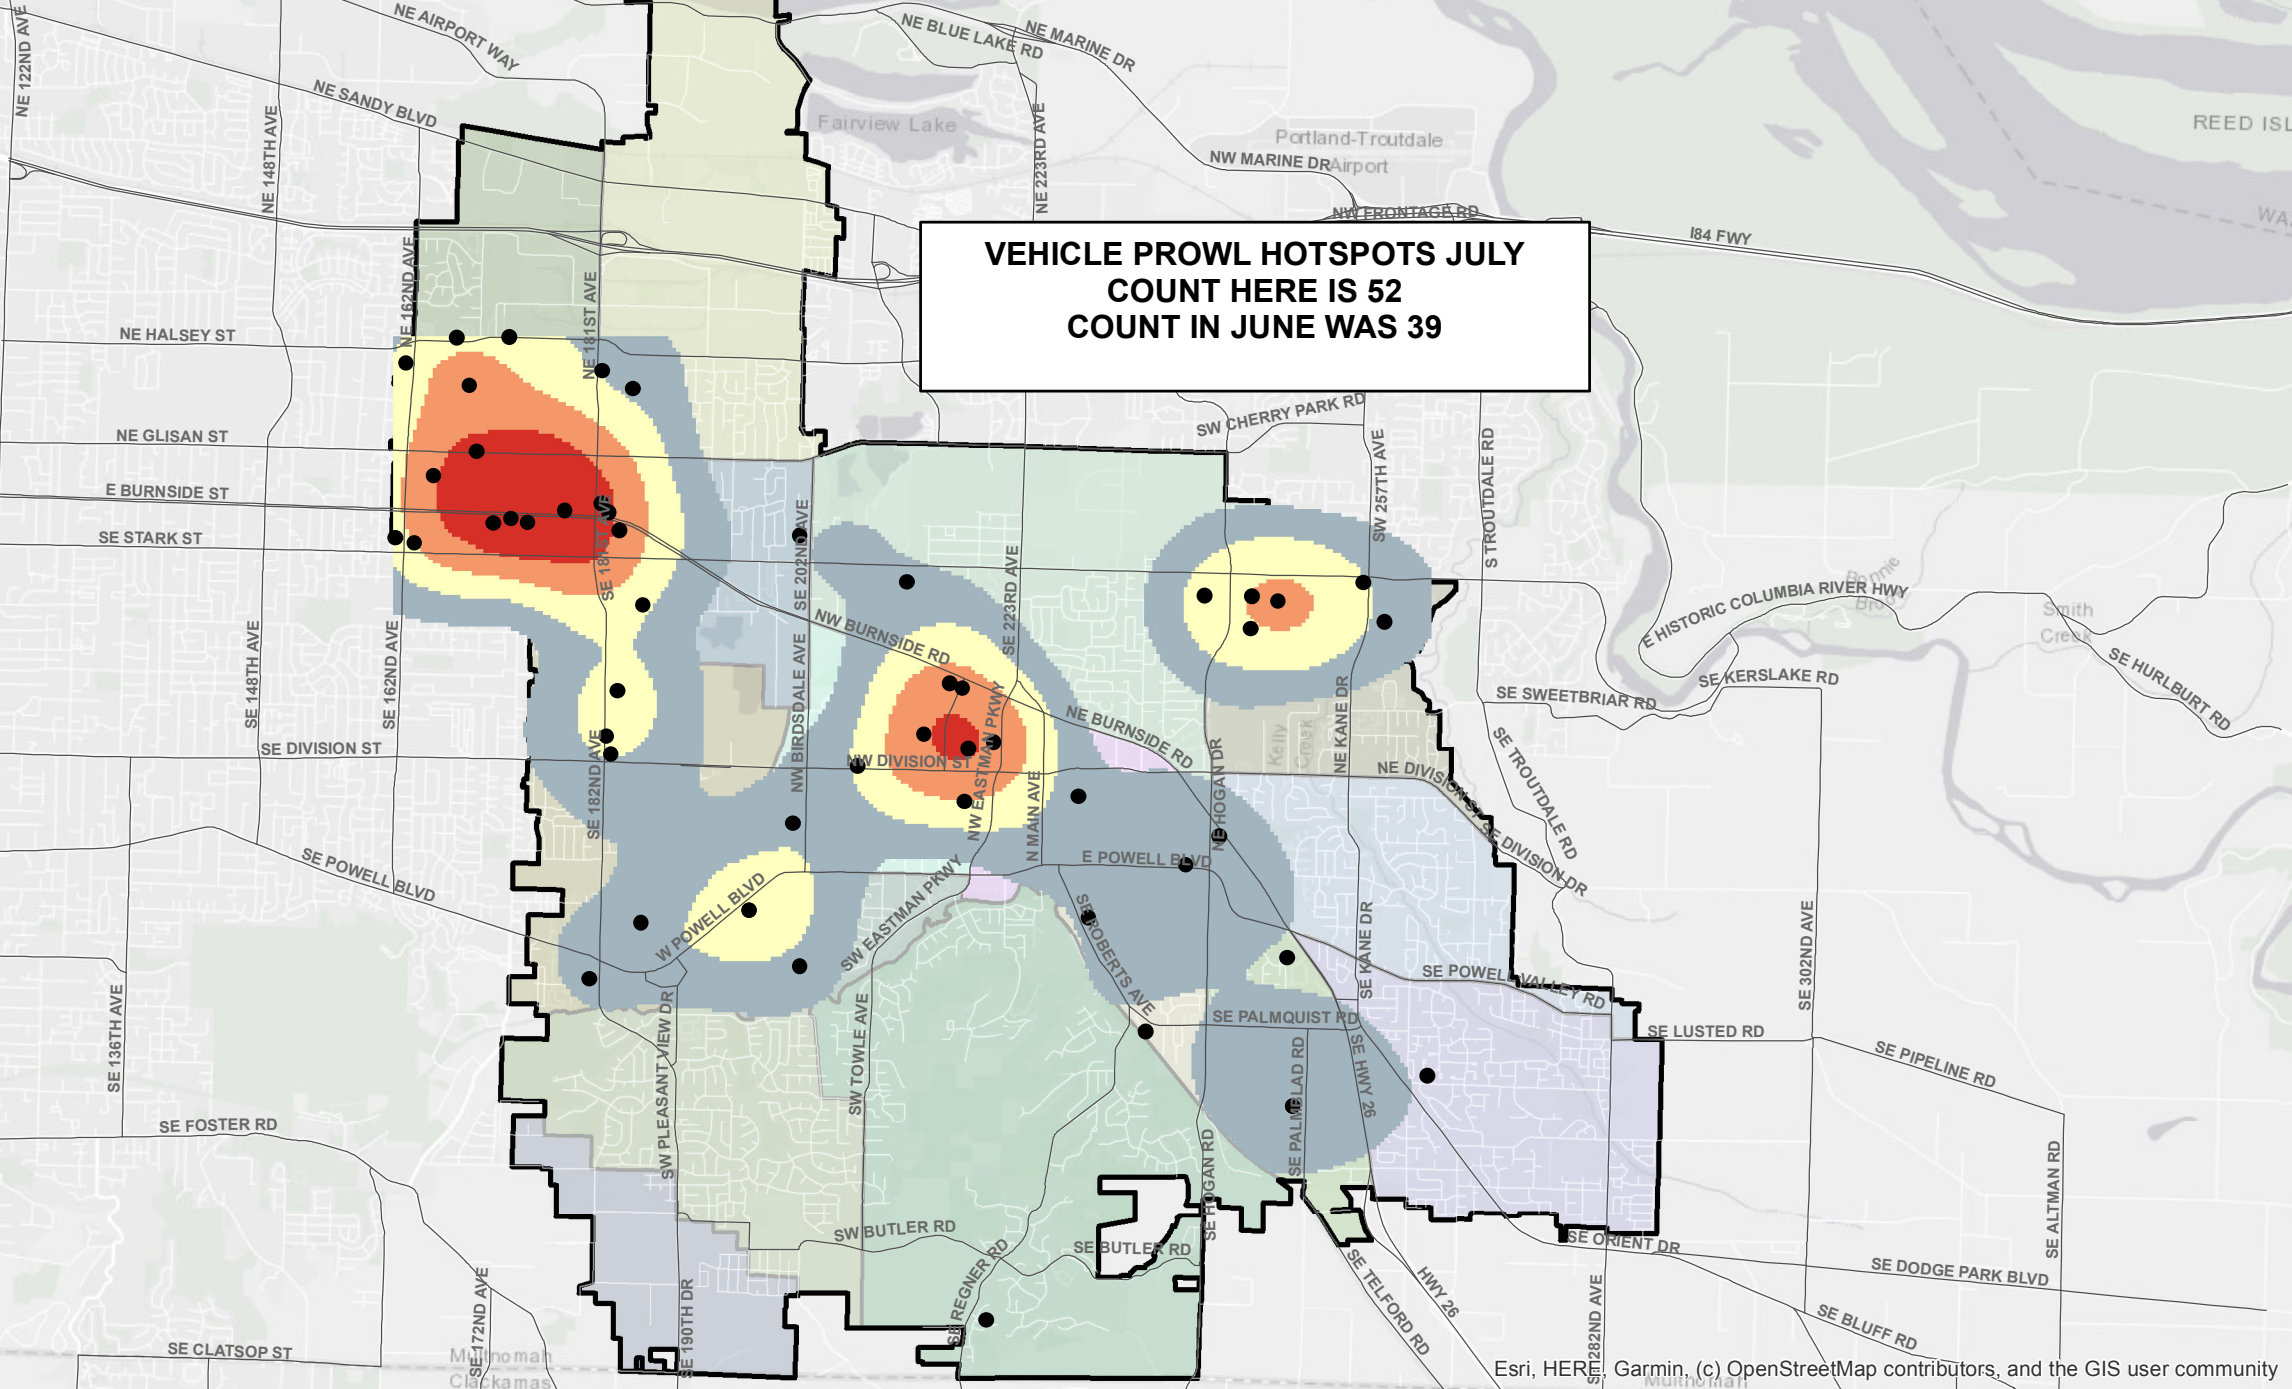 NE 122ND AVE
NE AIRPORT WAY
NE BLUE LAKE RD
NE MARINE DR
NE SANDY BLVD
NE 148TH AVE
Fairview Lake
NE 223RD AVE
Portland-Troutdale
Airport
NW MARINE DR
REED ISL
WA
NW FRONTAGE RD
I84 FWY
VEHICLE PROWL HOTSPOTS JULY
COUNT HERE IS 52
COUNT IN JUNE WAS 39
NE 162ND AVE
NE 181ST AVE
NE HALSEY ST
SW CHERRY PARK RD
NE GLISAN ST
SW 257TH AVE
S TROUTDALE RD
E BURNSIDE ST
SE STARK ST
SE 181ST AVE
SE 202ND AVE
SE 223RD AVE
NW BURNSIDE RD
E HISTORIC COLUMBIA RIVER HWY
Smith
Creek
SE HURLBURT RD
SE 148TH AVE
SE 162ND AVE
NW BIRDSDALE AVE
SE KERSLAKE RD
SE SWEETBRIAR RD
NE KANE DR
Kelly
Creek
NE BURNSIDE RD
NW EASTMAN PKWY
SE DIVISION ST
SE 182ND AVE
NW DIVISION ST
N MAIN AVE
NE HOGAN DR
NE DIVISION ST
SE DIVISION DR
SE TROUTDALE RD
SE POWELL BLVD
E POWELL BLVD
W POWELL BLVD
SW EASTMAN PKWY
SE ROBERTS AVE
SE KANE DR
SE POWELL VALLEY RD
SE 302ND AVE
SE 136TH AVE
SW PLEASANT VIEW DR
SW TOWLE AVE
SE PALMQUIST RD
SE LUSTED RD
SE PIPELINE RD
SE PALMBLAD RD
SE HWY 26
SE FOSTER RD
SE HOGAN RD
SE ALTMAN RD
SW BUTLER RD
SE BUTLER RD
SE REGNER RD
SE ORIENT DR
SE DODGE PARK BLVD
SE TELFORD RD
HWY 26
SE 282ND AVE
SE BLUFF RD
SE 172ND AVE
SE 190TH DR
SE CLATSOP ST
Multnomah
Clackamas
Multnomah
Esri, HERE, Garmin, (c) OpenStreetMap contributors, and the GIS user community